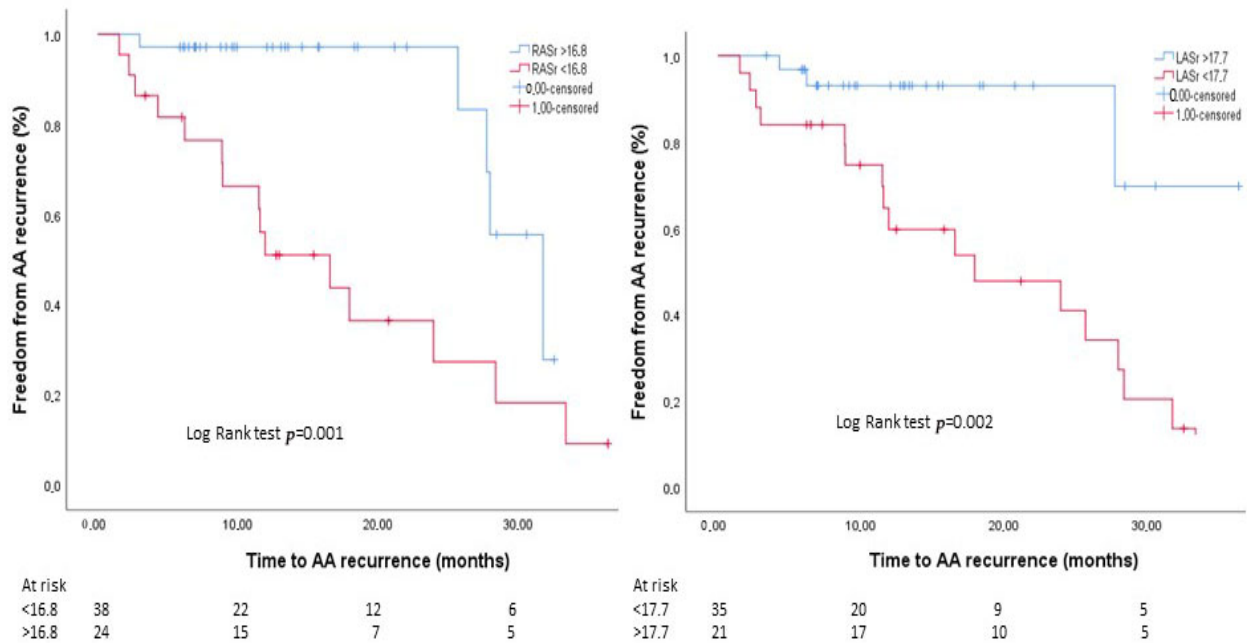 Freedom from AA recurrence (%)
1.0
0.8
0.6
0.4
0.2
0.0
RASr >16.8
RASr <16.8
0.00-censored
1.00-censored
Log Rank test p=0.001
0.00
10.00
20.00
30.00
Time to AA recurrence (months)
At risk
<16.8 38 22 12 6
>16.8 24 15 7 5
Freedom from AA recurrence (%)
1.0
0.8
0.6
0.4
0.2
0.0
LASr >17.7
LASr <17.7
0.00-censored
1.00-censored
Log Rank test p=0.002
0.00
10.00
20.00
30.00
Time to AA recurrence (months)
At risk
<17.7 35 20 9 5
>17.7 21 17 10 5